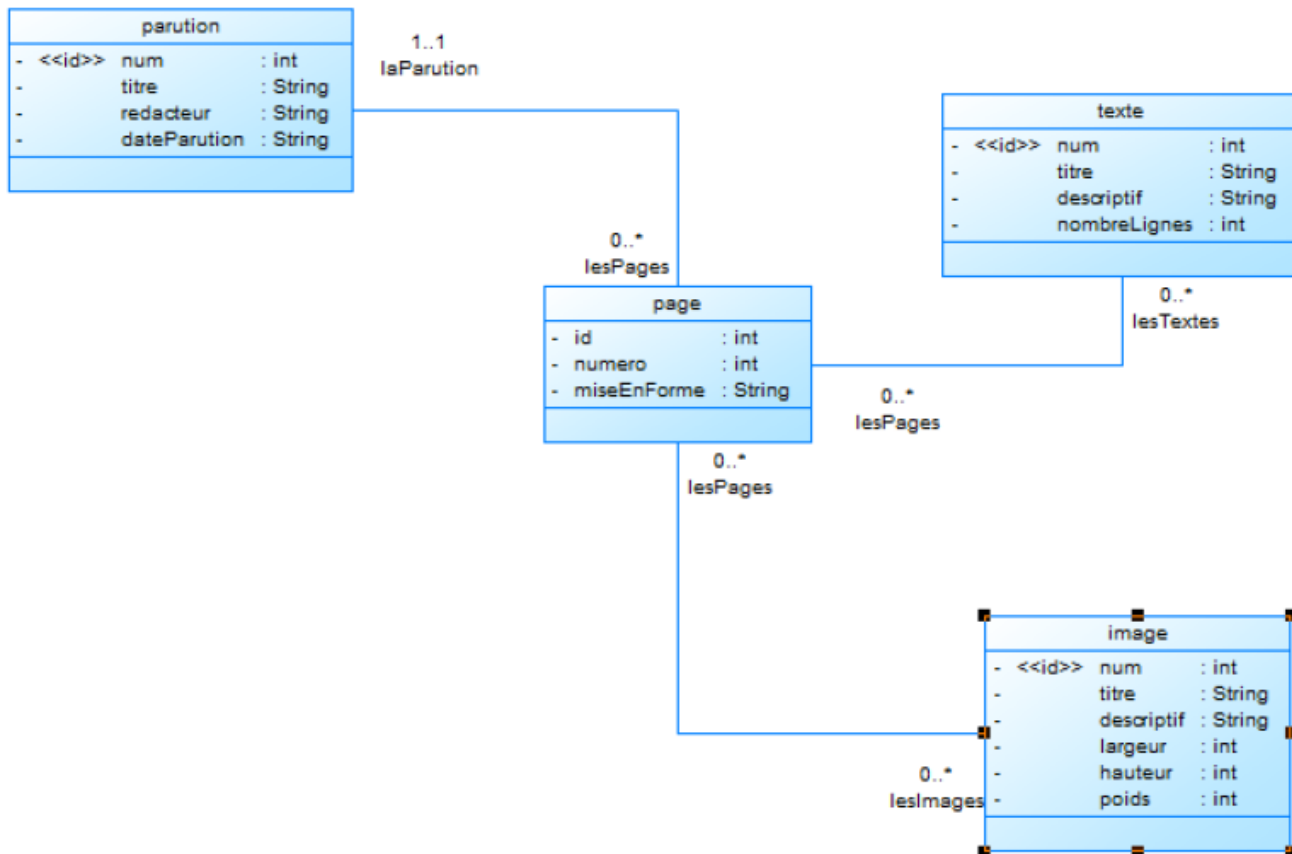 parution
- <<id>> num : int
- titre : String
- redacteur : String
- dateParution : String
1..1
laParution
texte
- <<id>> num : int
- titre : String
- descriptif : String
- nombreLignes : int
0..*
lesPages
0..*
lesTextes
page
- id : int
- numero : int
- miseEnForme : String
0..*
lesPages
0..*
lesPages
image
- <<id>> num : int
- titre : String
- descriptif : String
- largeur : int
- hauteur : int
- poids : int
0..*
lesImages